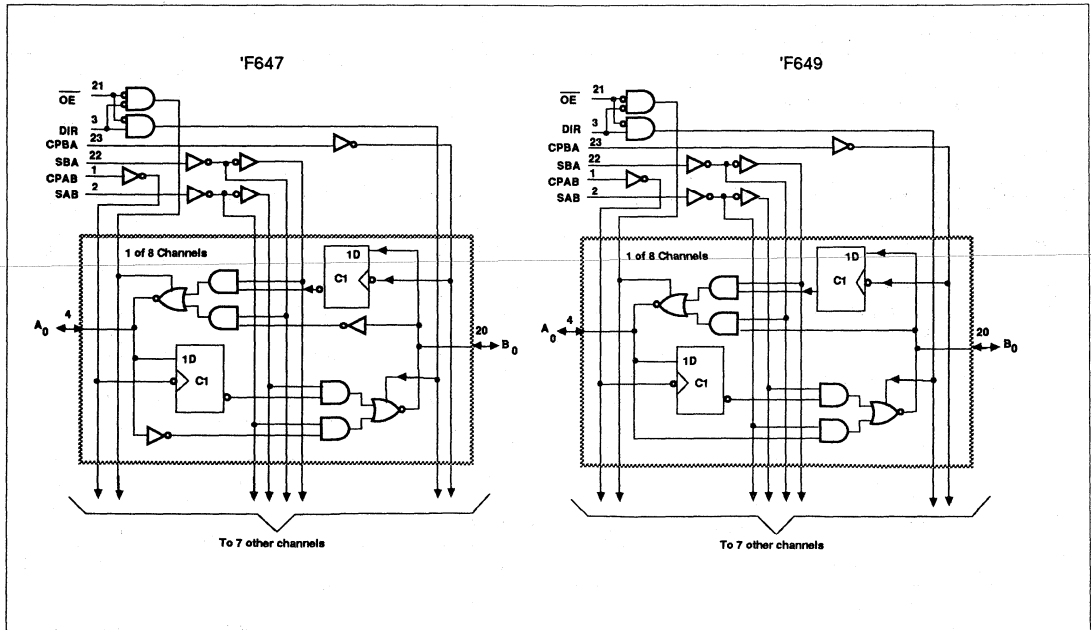 'F647
21
OE
3
DIR
23
CPBA
22
SBA
1
CPAB
2
SAB
1 of 8 Channels
1D
C1
4
A0
20
B0
1D
C1
To 7 other channels
'F649
21
OE
3
DIR
23
CPBA
22
SBA
1
CPAB
2
SAB
1 of 8 Channels
1D
C1
4
A0
20
B0
1D
C1
To 7 other channels